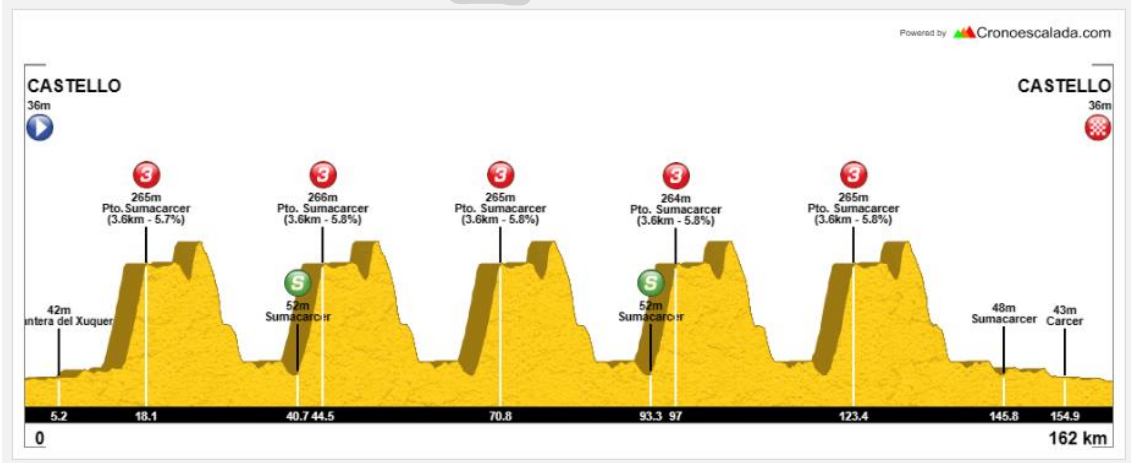 Powered by Cronoescalada.com
CASTELLO
36m
CASTELLO
36m
3
265m
Pto. Sumacarcer
(3.6km - 5.7%)
3
266m
Pto. Sumacarcer
(3.6km - 5.8%)
3
265m
Pto. Sumacarcer
(3.6km - 5.8%)
3
264m
Pto. Sumacarcer
(3.6km - 5.8%)
3
265m
Pto. Sumacarcer
(3.6km - 5.8%)
42m
ntera del Xuquer
S
52m
Sumacarcer
S
52m
Sumacarcer
48m
Sumacarcer
43m
Carcer
5.2 18.1 40.7 44.5 70.8 93.3 97 123.4 145.8 154.9
0 162 km